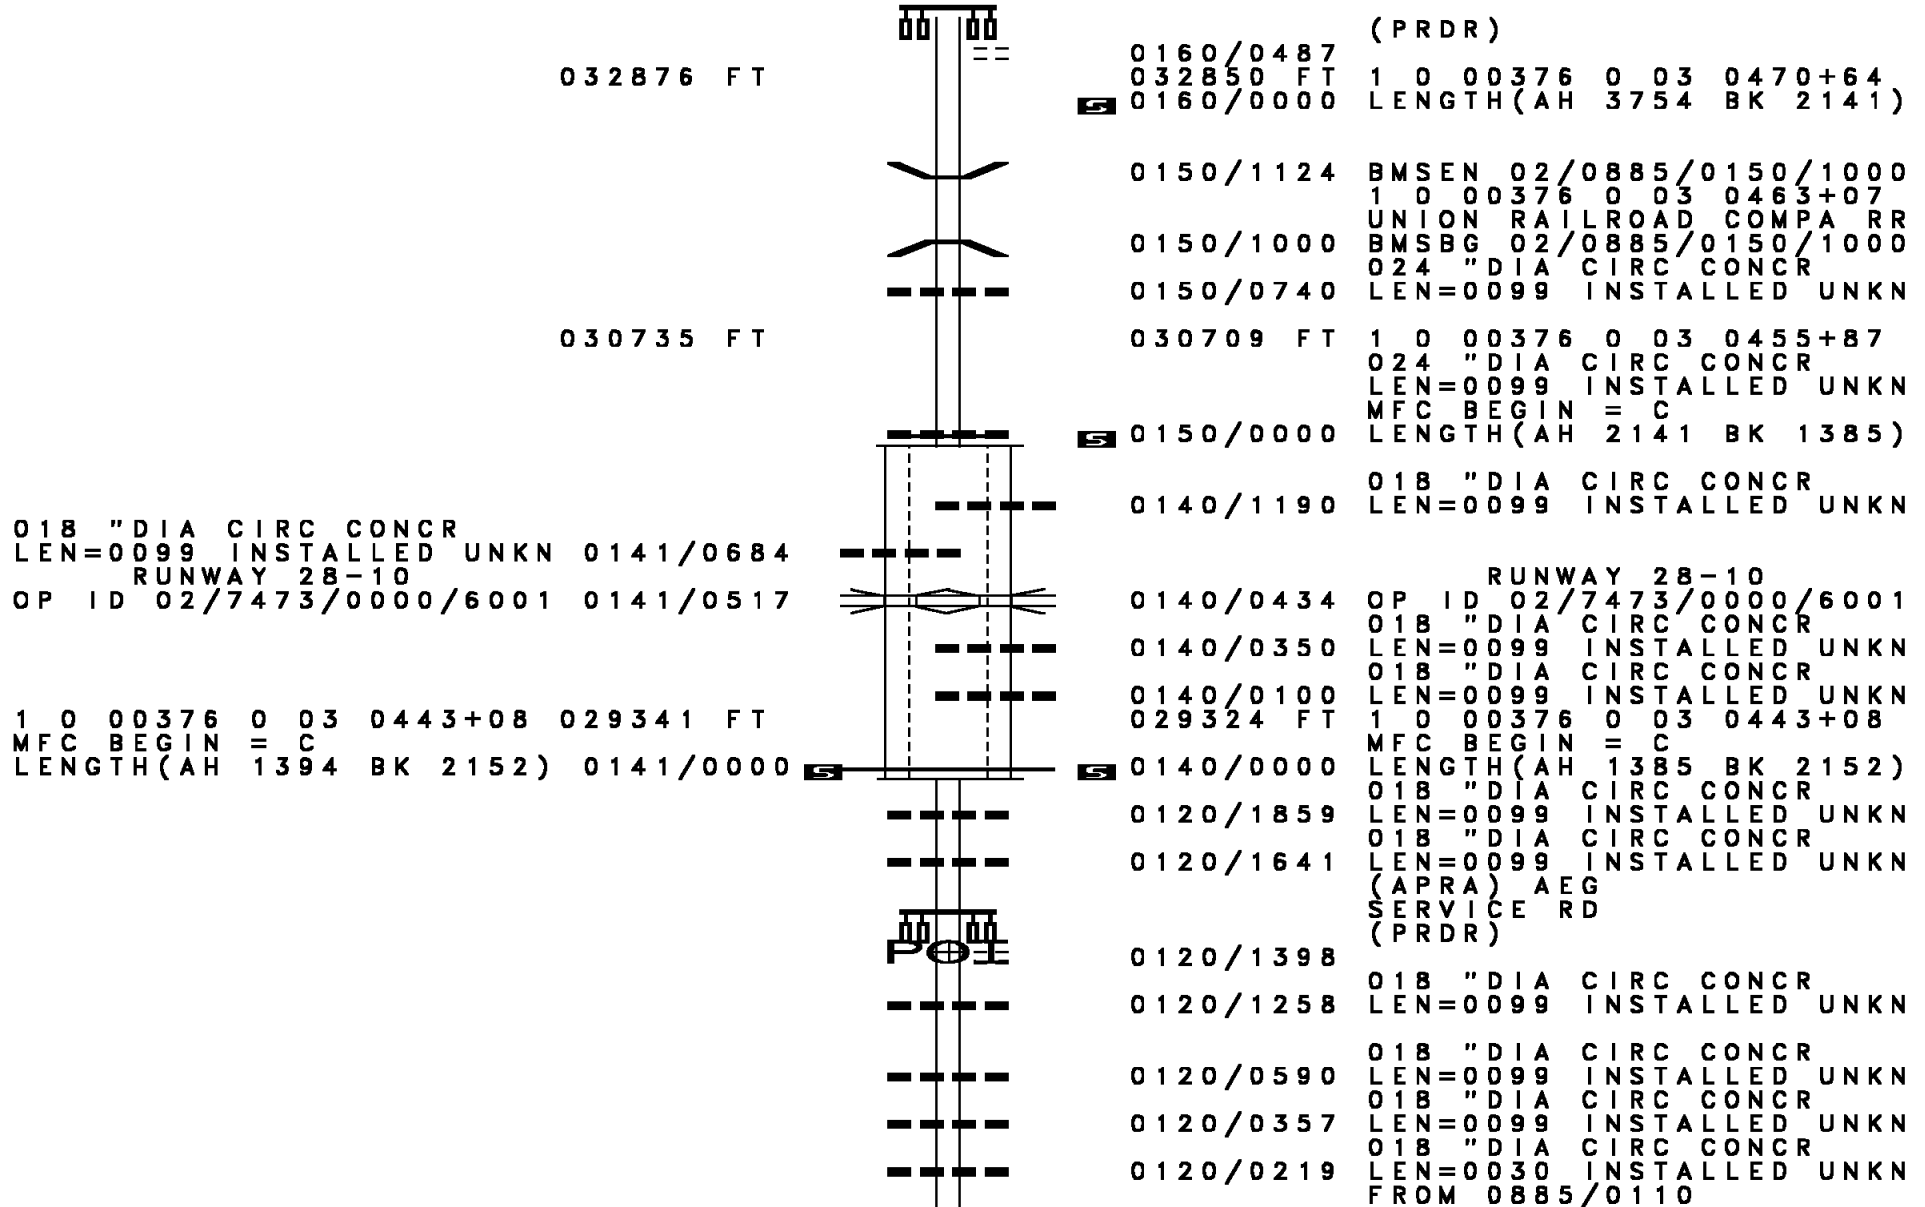 (PRDR)
0160/0487
032876 FT 032850 FT 1 0 00376 0 03 0470+64
S 0160/0000 LENGTH(AH 3754 BK 2141)
0150/1124 BMSEN 02/0885/0150/1000
1 0 00376 0 03 0463+07
UNION RAILROAD COMPA RR
0150/1000 BMSBG 02/0885/0150/1000
024 "DIA CIRC CONCR
0150/0740 LEN=0099 INSTALLED UNKN
030735 FT 030709 FT 1 0 00376 0 03 0455+87
024 "DIA CIRC CONCR
LEN=0099 INSTALLED UNKN
MFC BEGIN = C
S 0150/0000 LENGTH(AH 2141 BK 1385)
018 "DIA CIRC CONCR
0140/1190 LEN=0099 INSTALLED UNKN
018 "DIA CIRC CONCR
LEN=0099 INSTALLED UNKN 0141/0684
RUNWAY 28-10 RUNWAY 28-10
OP ID 02/7473/0000/6001 0141/0517 0140/0434 OP ID 02/7473/0000/6001
018 "DIA CIRC CONCR
0140/0350 LEN=0099 INSTALLED UNKN
018 "DIA CIRC CONCR
0140/0100 LEN=0099 INSTALLED UNKN
1 0 00376 0 03 0443+08 029341 FT 029324 FT 1 0 00376 0 03 0443+08
MFC BEGIN = C MFC BEGIN = C
LENGTH(AH 1394 BK 2152) 0141/0000 S S 0140/0000 LENGTH(AH 1385 BK 2152)
018 "DIA CIRC CONCR
0120/1859 LEN=0099 INSTALLED UNKN
018 "DIA CIRC CONCR
0120/1641 LEN=0099 INSTALLED UNKN
(APRA) AEG
SERVICE RD
(PRDR)
POI 0120/1398
018 "DIA CIRC CONCR
0120/1258 LEN=0099 INSTALLED UNKN
018 "DIA CIRC CONCR
0120/0590 LEN=0099 INSTALLED UNKN
018 "DIA CIRC CONCR
0120/0357 LEN=0099 INSTALLED UNKN
018 "DIA CIRC CONCR
0120/0219 LEN=0030 INSTALLED UNKN
FROM 0885/0110